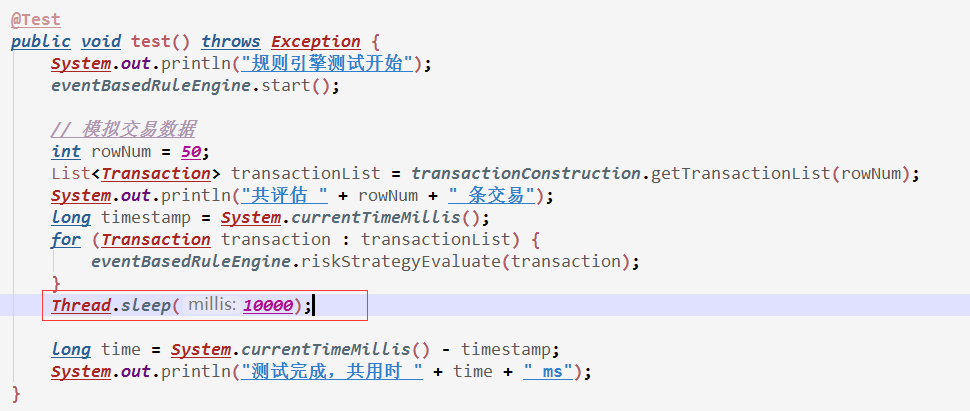 @Test
public void test() throws Exception {
System.out.println("规则引擎测试开始");
eventBasedRuleEngine.start();
// 模拟交易数据
int rowNum = 50;
List<Transaction> transactionList = transactionConstruction.getTransactionList(rowNum);
System.out.println("共评估 " + rowNum + " 条交易");
long timestamp = System.currentTimeMillis();
for (Transaction transaction : transactionList) {
eventBasedRuleEngine.riskStrategyEvaluate(transaction);
}
Thread.sleep( millis: 10000);
long time = System.currentTimeMillis() - timestamp;
System.out.println("测试完成，共用时 " + time + " ms");
}